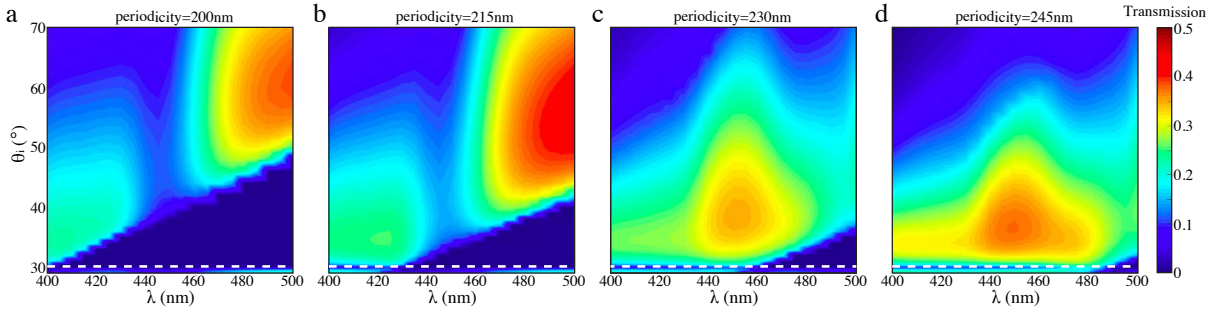 a periodicity=200nm b periodicity=215nm c periodicity=230nm d periodicity=245nm Transmission
70 0.5
60 0.4
0.3
50
0.2
40
0.1
30 0
400 420 440 460 480 500 400 420 440 460 480 500 400 420 440 460 480 500 400 420 440 460 480 500
θi (°)
λ (nm) λ (nm) λ (nm) λ (nm)